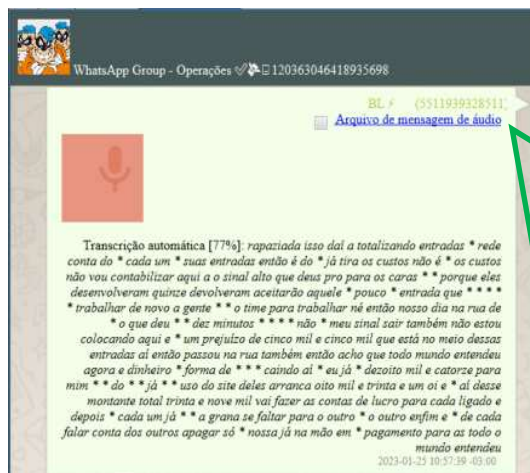 WhatsApp Group - Operações 120363046418935698
BL ⚡ (5511939328511)
Arquivo de mensagem de áudio
Transcrição automática [77%]: rapaziada isso daí a totalizando entradas * rede
conta do * cada um * suas entradas então é do * já tira os custos não é * os custos
não vou contabilizar aqui a o sinal alto que deus pro para os caras * * porque eles
desenvolveram quinze devolveram aceitarão aquele * pouco * entrada que * * * *
* trabalhar de novo a gente * * o time para trabalhar né então nosso dia na rua de
* o que deu * * dez minutos * * * * não * meu sinal sair também não estou
colocando aqui e * um prejuízo de cinco mil e cinco mil que está no meio dessas
entradas aí então passou na rua também então acho que todo mundo entendeu
agora e dinheiro * forma de * * * caindo aí * eu já * dezoito mil e catorze para
mim * * do * * já * * uso do site deles arranca oito mil e trinta e um oi e * aí desse
montante total trinta e nove mil vai fazer as contas de lucro para cada ligado e
depois * cada um já * * a grana se faltar para o outro * o outro enfim e * de cada
falar conta dos outros apagar só * nossa já na mão em * pagamento para as todo o
mundo entendeu
2023-01-25 10:57:39 -03:00